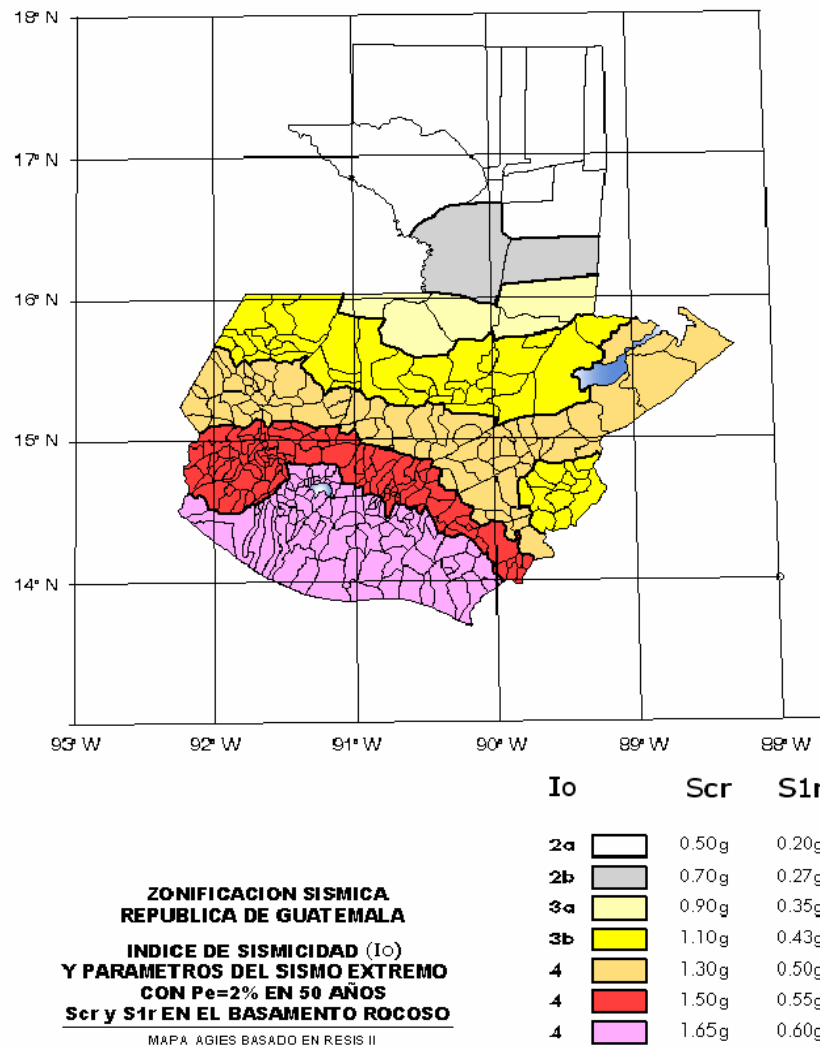 18° N
17° N
16° N
15° N
14° N
93° W 92° W 91° W 90° W 89° W 88° W
Io Scr S1r
2a 0.50g 0.20g
2b 0.70g 0.27g
3a 0.90g 0.35g
3b 1.10g 0.43g
4 1.30g 0.50g
4 1.50g 0.55g
4 1.65g 0.60g
ZONIFICACION SISMICA
REPUBLICA DE GUATEMALA
INDICE DE SISMICIDAD (Io)
Y PARAMETROS DEL SISMO EXTREMO
CON Pe=2% EN 50 AÑOS
Scr y S1r EN EL BASAMENTO ROCOSO
MAPA AGIES BASADO EN RESIS II